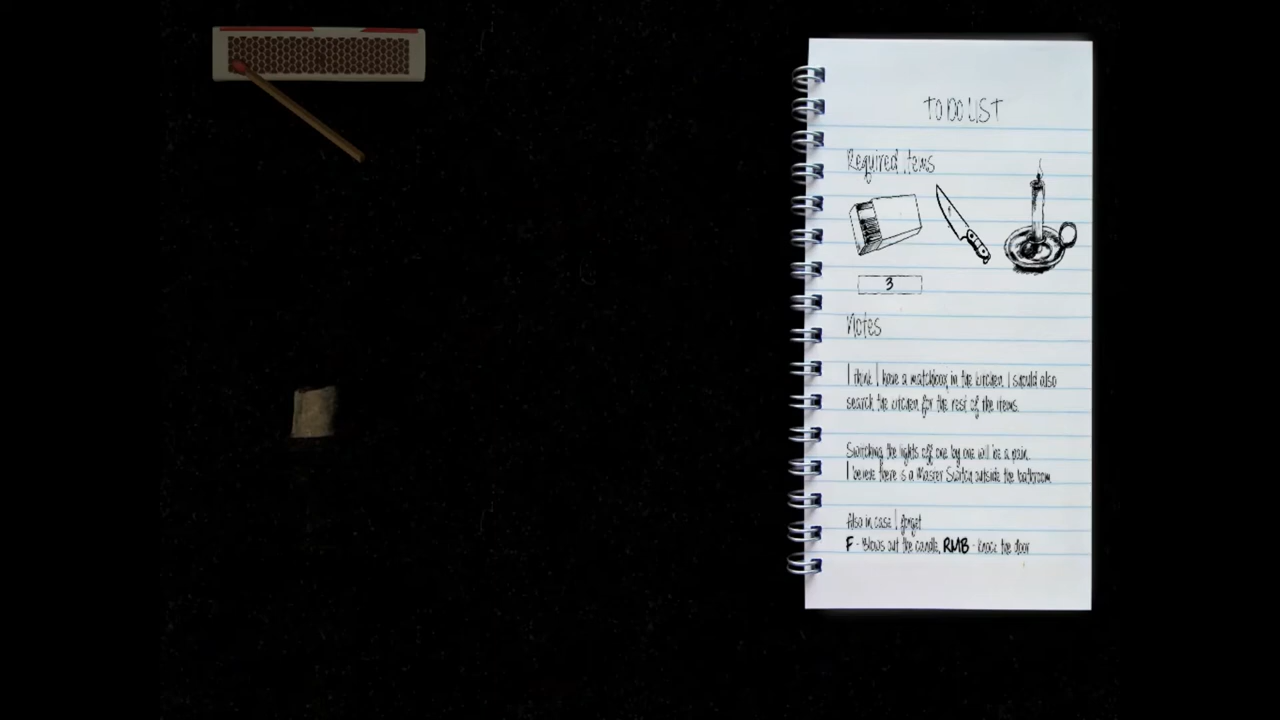 TO DO LIST
Required Items
3
Notes
I think I have a matchbox in the kitchen. I should also
search the kitchen for the rest of the items.
Switching the lights off one by one will be a pain.
I believe there is a Master Switch outside the bathroom
Also in case I forget
F - Blows out the candle, RMB - Knock the door